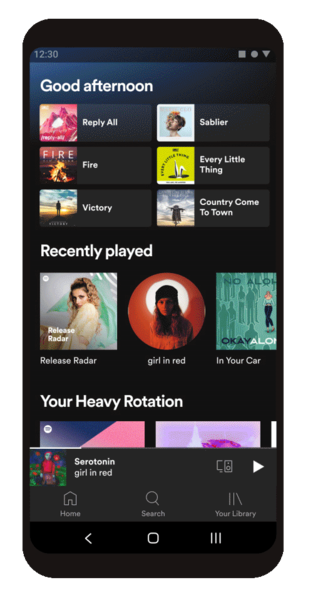 12:30
Good afternoon
Reply All
Sablier
FIRE
Fire
EVERY LITTLE THING
Every Little
Thing
Victory
Country Come
To Town
Recently played
Release
Radar
NO ALO
OKAYALON
Release Radar
girl in red
In Your Car
Your Heavy Rotation
Serotonin
girl in red
Home
Search
Your Library